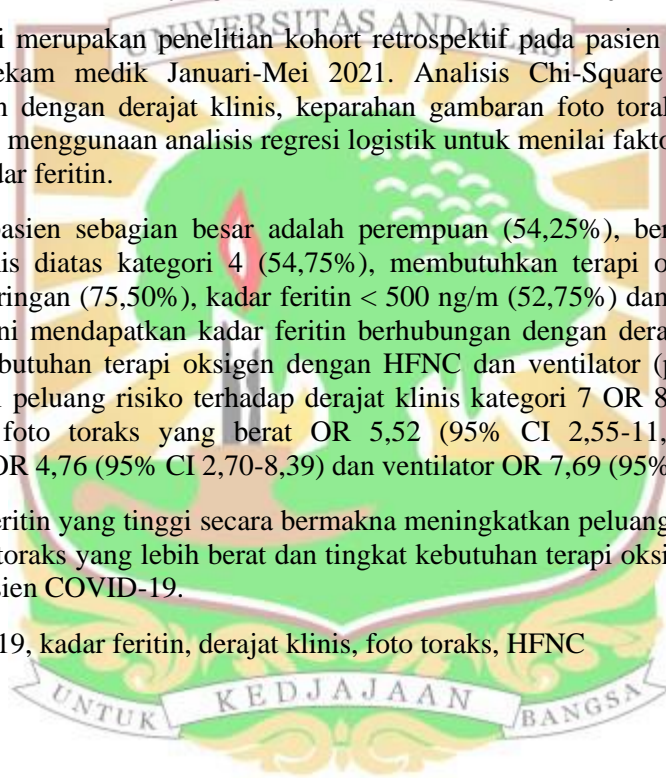 UNIVERSITAS ANDALAS
i merupakan penelitian kohort retrospektif pada pasien
ekam medik Januari-Mei 2021. Analisis Chi-Square
n dengan derajat klinis, keparahan gambaran foto toral
menggunaan analisis regresi logistik untuk menilai fakto
dar feritin.
pasien sebagian besar adalah perempuan (54,25%), ber
is diatas kategori 4 (54,75%), membutuhkan terapi o
ringan (75,50%), kadar feritin < 500 ng/m (52,75%) dan
ni mendapatkan kadar feritin berhubungan dengan dera
butuhan terapi oksigen dengan HFNC dan ventilator (p
peluang risiko terhadap derajat klinis kategori 7 OR 8
foto toraks yang berat OR 5,52 (95% CI 2,55-11,
OR 4,76 (95% CI 2,70-8,39) dan ventilator OR 7,69 (95%
eritin yang tinggi secara bermakna meningkatkan peluang
toraks yang lebih berat dan tingkat kebutuhan terapi oksi
sien COVID-19.
19, kadar feritin, derajat klinis, foto toraks, HFNC
UNTUK KEDJAJAAN BANGSA